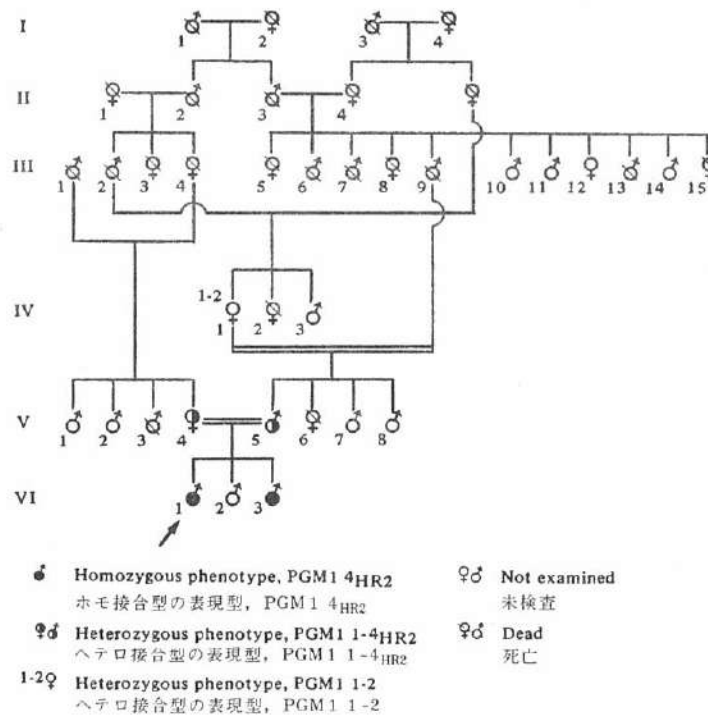 I
1 2 3 4
II
1 2 3 4
III
1 2 3 4 5 6 7 8 9 10 11 12 13 14 15
IV
1-2
1 2 3
V
1 2 3 4 5 6 7 8
VI
1 2 3
Homozygous phenotype, PGM1 4HR2
ホモ接合型の表現型, PGM1 4HR2
♀♂ Heterozygous phenotype, PGM1 1-4HR2
ヘテロ接合型の表現型, PGM1 1-4HR2
1-2♀ Heterozygous phenotype, PGM1 1-2
ヘテロ接合型の表現型, PGM1 1-2
♀♂ Not examined
未検査
♀♂ Dead
死亡